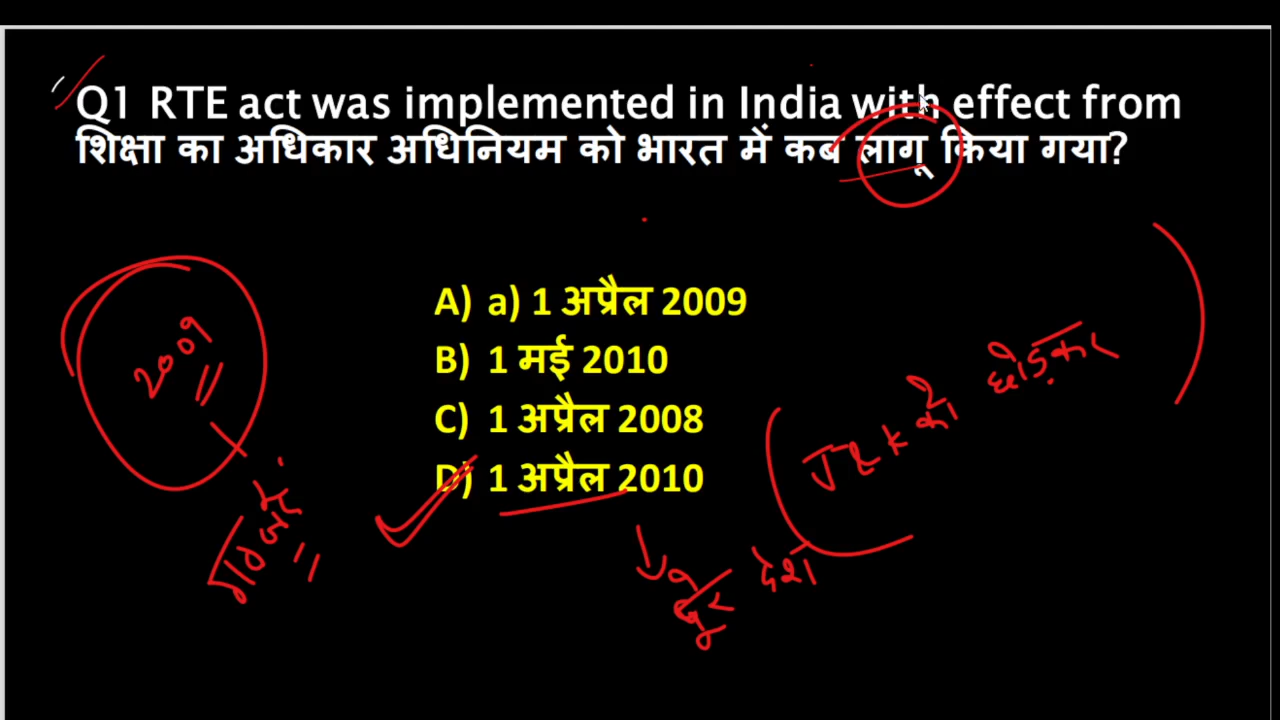 Q1 RTE act was implemented in India with effect from
शिक्षा का अधिकार अधिनियम को भारत में कब लागू किया गया?
A) a) 1 अप्रैल 2009
B) 1 मई 2010
C) 1 अप्रैल 2008
D) 1 अप्रैल 2010
2009
को छोड़कर
देश